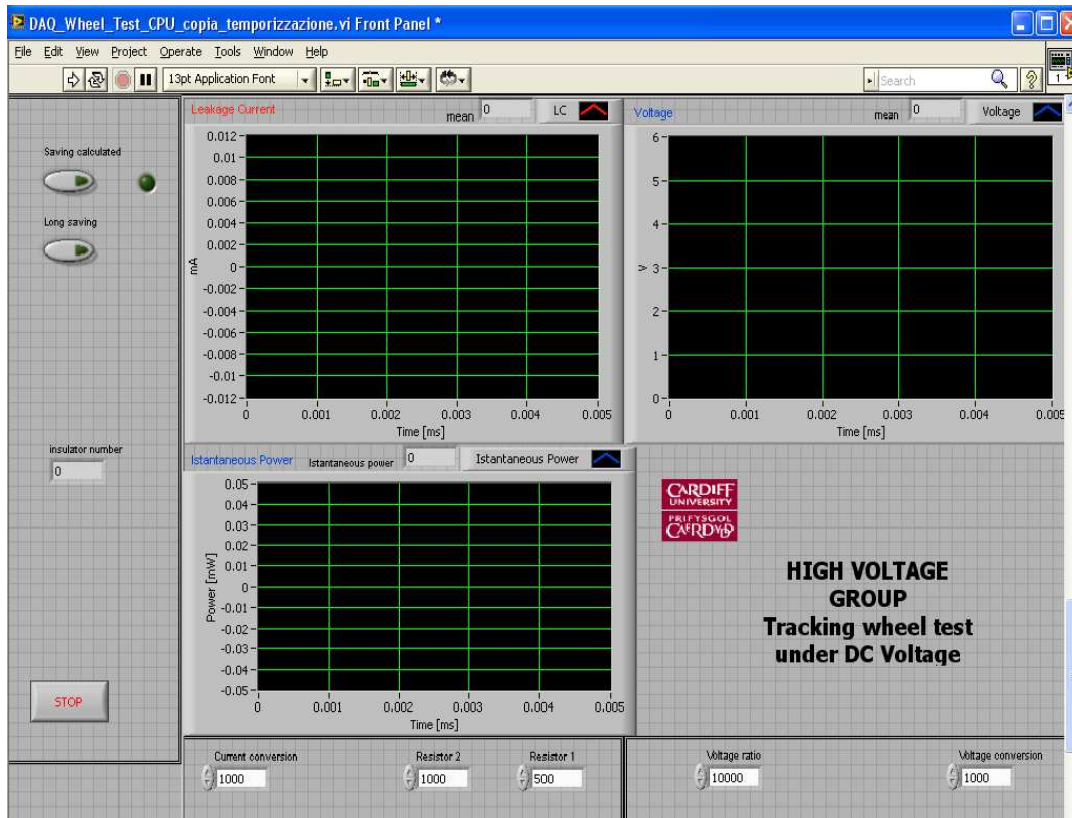 DAQ_Wheel_Test_CPU_copia_temporizzazione.vi Front Panel *
File Edit View Project Operate Tools Window Help
13pt Application Font
Search
1
Saving calculated
Long saving
insulator number
0
STOP
Leakage Current
mean 0
LC
0.012
0.01
0.008
0.006
0.004
0.002
0
-0.002
-0.004
-0.006
-0.008
-0.01
-0.012
mA
0 0.001 0.002 0.003 0.004 0.005
Time [ms]
Voltage
mean 0
Voltage
6
5
4
3
2
1
0
V
0 0.001 0.002 0.003 0.004 0.005
Time [ms]
Istantaneous Power
Istantaneous power 0
Istantaneous Power
0.05
0.04
0.03
0.02
0.01
0
-0.01
-0.02
-0.03
-0.04
-0.05
Power [mW]
0 0.001 0.002 0.003 0.004 0.005
Time [ms]
CARDIFF
UNIVERSITY
PRIFYSGOL
CAERDYDD
HIGH VOLTAGE
GROUP
Tracking wheel test
under DC Voltage
Current conversion
1000
Resistor 2
1000
Resistor 1
500
Voltage ratio
10000
Voltage conversion
1000